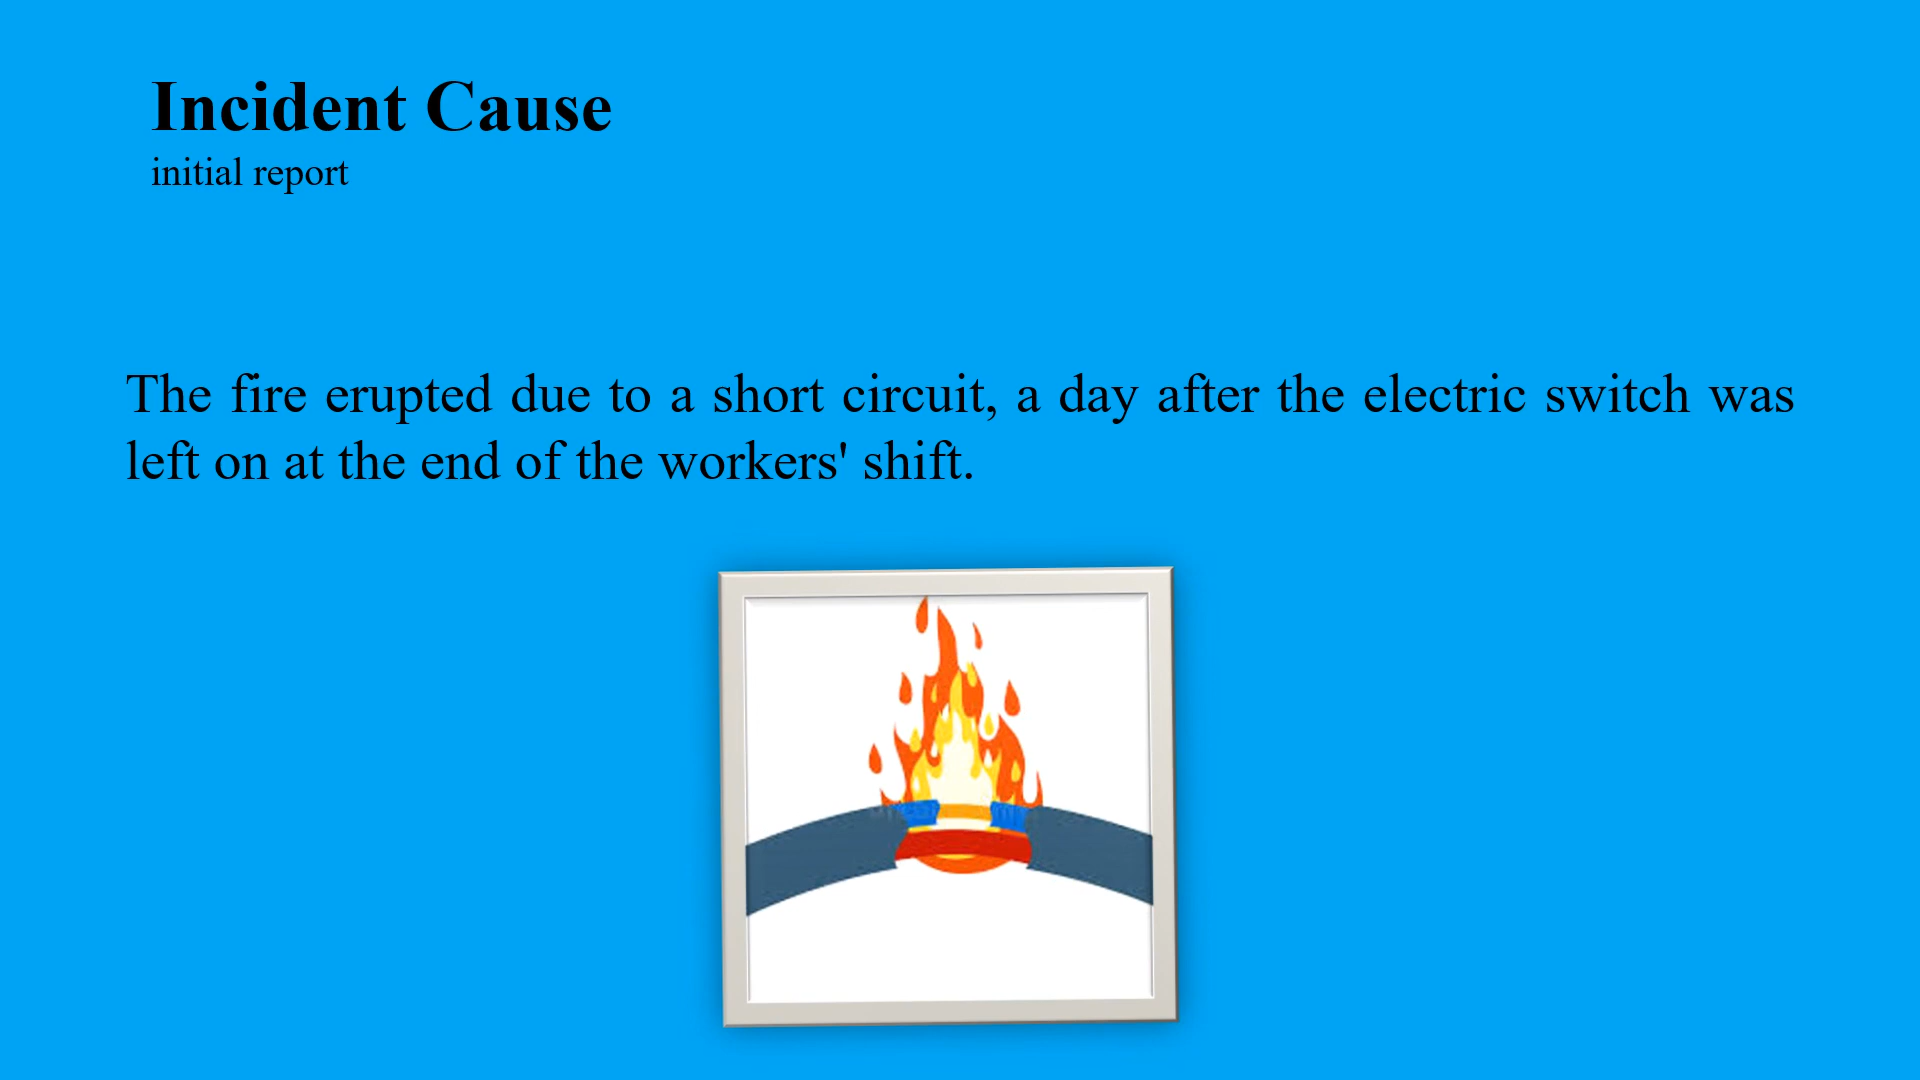 Incident Cause
initial report
The fire erupted due to a short circuit, a day after the electric switch was
left on at the end of the workers' shift.